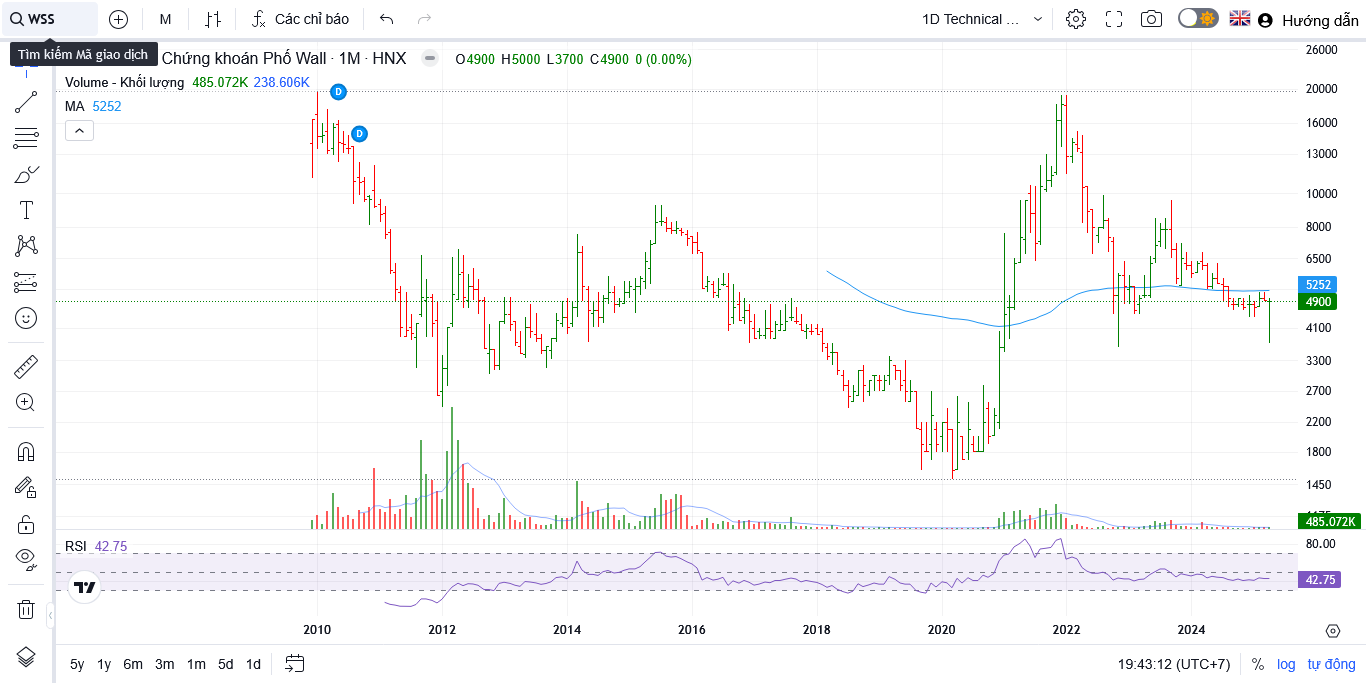 WSS M Các chỉ báo 1D Technical ... Hướng dẫn
Tìm kiếm Mã giao dịch
Chứng khoán Phố Wall · 1M · HNX O4900 H5000 L3700 C4900 0 (0.00%)
Volume - Khối lượng 485.072K 238.606K
MA 5252
D
D
26000
20000
16000
13000
10000
8000
6500
5252
4900
4100
3300
2700
2200
1800
1450
485.072K
RSI 42.75
80.00
42.75
2010 2012 2014 2016 2018 2020 2022 2024
5y 1y 6m 3m 1m 5d 1d 19:43:12 (UTC+7) % log tự động